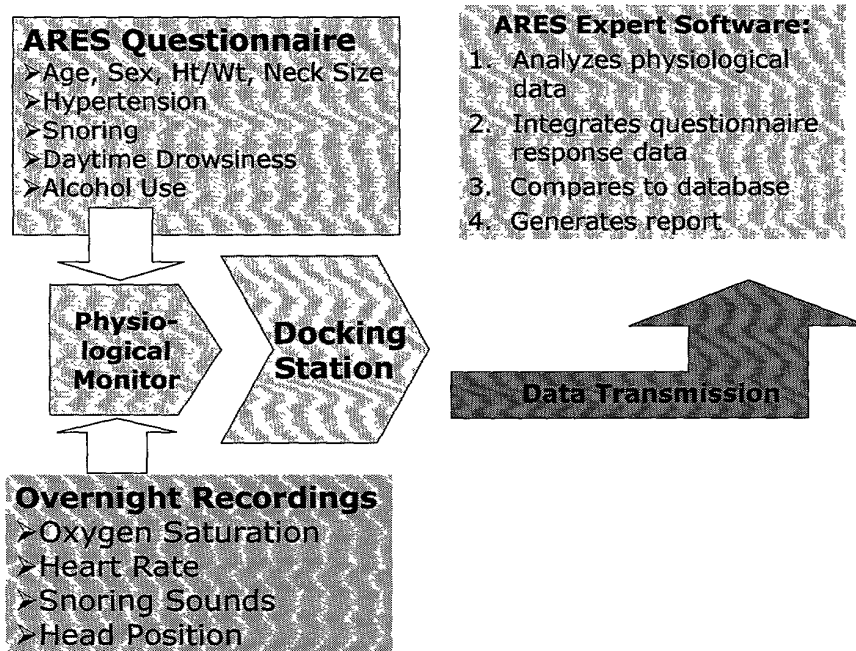 ARES Questionnaire
➢Age, Sex, Ht/Wt, Neck Size
➢Hypertension
➢Snoring
➢Daytime Drowsiness
➢Alcohol Use
ARES Expert Software:
1. Analyzes physiological
data
2. Integrates questionnaire
response data
3. Compares to database
4. Generates report
Physio-
logical
Monitor
Docking
Station
Data Transmission
Overnight Recordings
➢Oxygen Saturation
➢Heart Rate
➢Snoring Sounds
➢Head Position